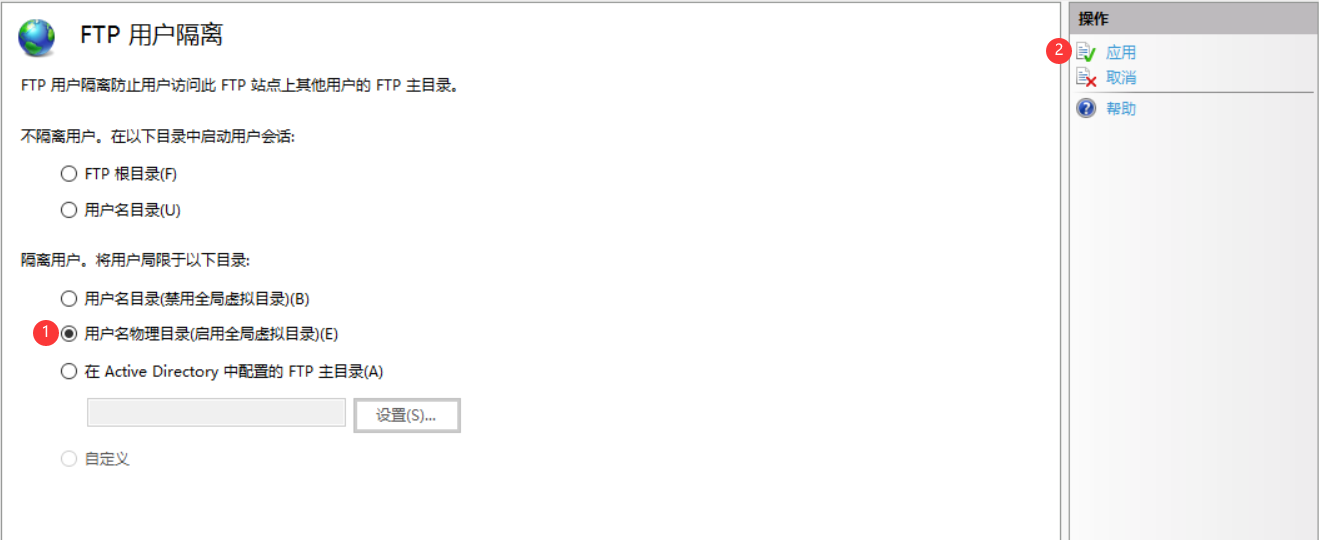 FTP 用户隔离
FTP 用户隔离防止用户访问此 FTP 站点上其他用户的 FTP 主目录。
不隔离用户。在以下目录中启动用户会话:
FTP 根目录(F)
用户名目录(U)
隔离用户。将用户局限于以下目录:
用户名目录(禁用全局虚拟目录)(B)
1 用户名物理目录(启用全局虚拟目录)(E)
在 Active Directory 中配置的 FTP 主目录(A)
设置(S)...
自定义
操作
2 应用
取消
帮助